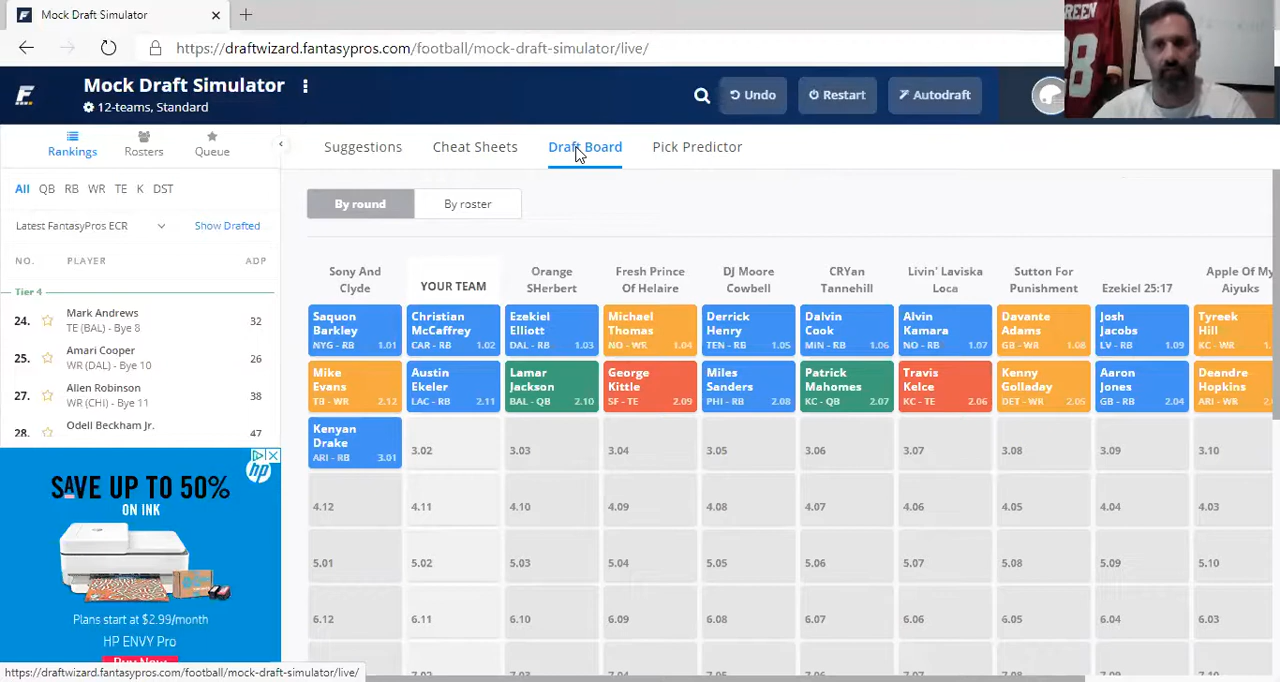 Mock Draft Simulator
https://draftwizard.fantasypros.com/football/mock-draft-simulator/live/
Mock Draft Simulator
12-teams, Standard
Undo
Restart
Autodraft
REEN
8
Rankings
Rosters
Queue
Suggestions
Cheat Sheets
Draft Board
Pick Predictor
All QB RB WR TE K DST
By round
By roster
Latest FantasyPros ECR
Show Drafted
NO. PLAYER ADP
Tier 4
24. Mark Andrews 32
TE (BAL) - Bye 8
25. Amari Cooper 26
WR (DAL) - Bye 10
27. Allen Robinson 38
WR (CHI) - Bye 11
28. Odell Beckham Jr. 47
SAVE UP TO 50%
ON INK
hp
Plans start at $2.99/month
HP ENVY Pro
Buy Now
Sony And
Clyde
YOUR TEAM
Orange
SHerbert
Fresh Prince
Of Helaire
DJ Moore
Cowbell
CRYan
Tannehill
Livin' Laviska
Loca
Sutton For
Punishment
Ezekiel 25:17
Apple Of My
Aiyuks
Saquon
Barkley
NYG - RB 1.01
Christian
McCaffrey
CAR - RB 1.02
Ezekiel
Elliott
DAL - RB 1.03
Michael
Thomas
NO - WR 1.04
Derrick
Henry
TEN - RB 1.05
Dalvin
Cook
MIN - RB 1.06
Alvin
Kamara
NO - RB 1.07
Davante
Adams
GB - WR 1.08
Josh
Jacobs
LV - RB 1.09
Tyreek
Hill
KC - WR 1.
Mike
Evans
TB - WR 2.12
Austin
Ekeler
LAC - RB 2.11
Lamar
Jackson
BAL - QB 2.10
George
Kittle
SF - TE 2.09
Miles
Sanders
PHI - RB 2.08
Patrick
Mahomes
KC - QB 2.07
Travis
Kelce
KC - TE 2.06
Kenny
Golladay
DET - WR 2.05
Aaron
Jones
GB - RB 2.04
Deandre
Hopkins
ARI - WR 2.
Kenyan
Drake
ARI - RB 3.01
3.02 3.03 3.04 3.05 3.06 3.07 3.08 3.09 3.10
4.12 4.11 4.10 4.09 4.08 4.07 4.06 4.05 4.04 4.03
5.01 5.02 5.03 5.04 5.05 5.06 5.07 5.08 5.09 5.10
6.12 6.11 6.10 6.09 6.08 6.07 6.06 6.05 6.04 6.03
https://draftwizard.fantasypros.com/football/mock-draft-simulator/live/